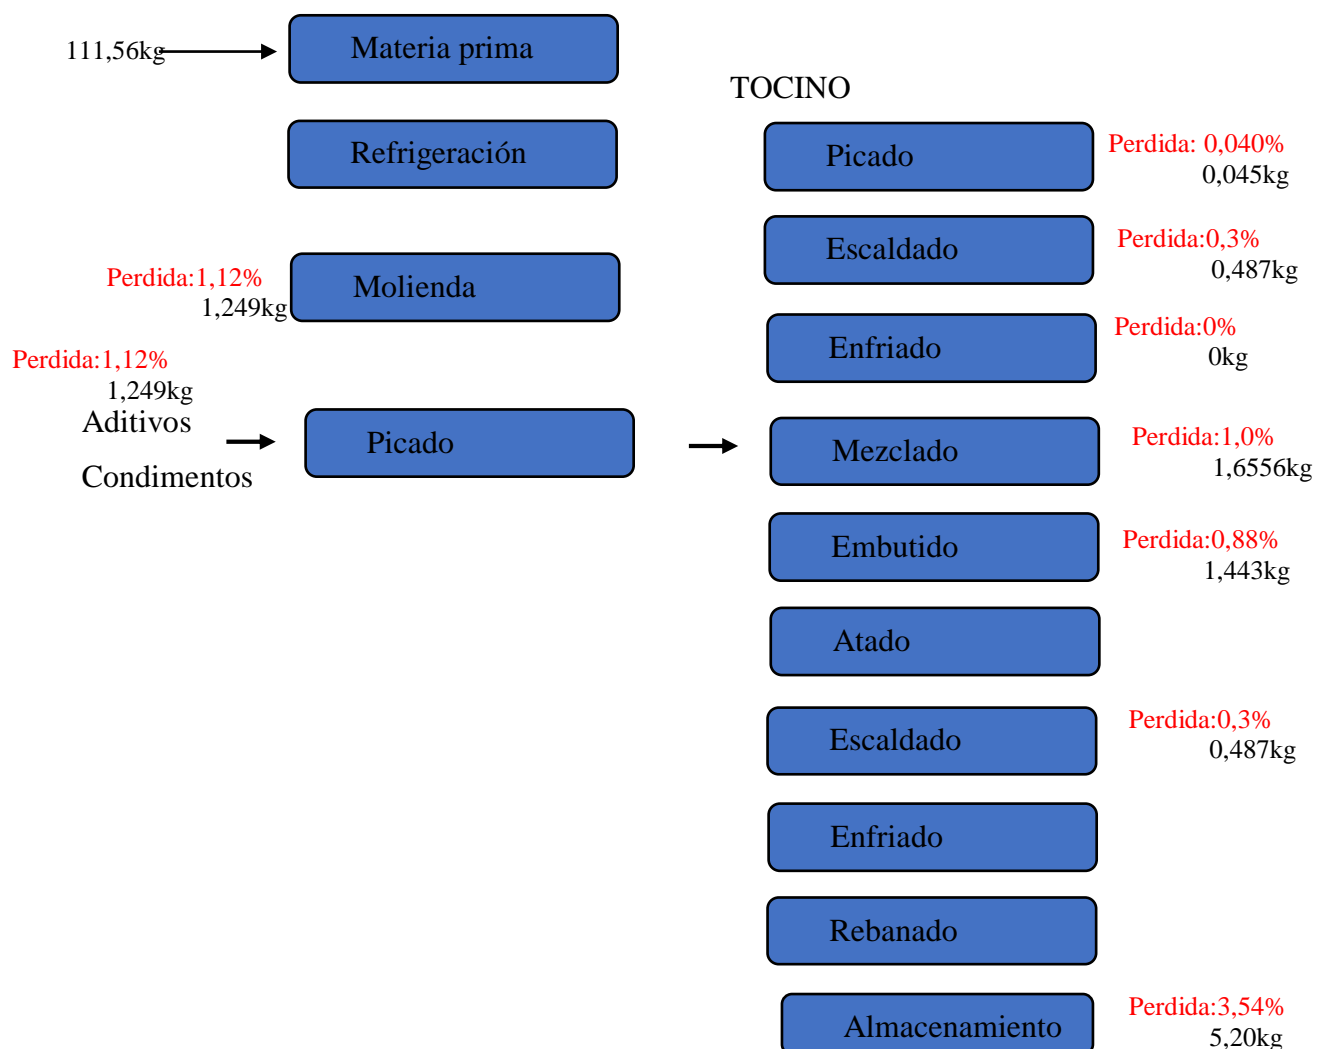 111,56kg
Materia prima
Refrigeración
Perdida:1,12%
1,249kg
Molienda
Perdida:1,12%
1,249kg
Aditivos
Condimentos
Picado
TOCINO
Picado
Perdida: 0,040%
0,045kg
Escaldado
Perdida:0,3%
0,487kg
Enfriado
Perdida:0%
0kg
Mezclado
Perdida:1,0%
1,6556kg
Embutido
Perdida:0,88%
1,443kg
Atado
Escaldado
Perdida:0,3%
0,487kg
Enfriado
Rebanado
Almacenamiento
Perdida:3,54%
5,20kg